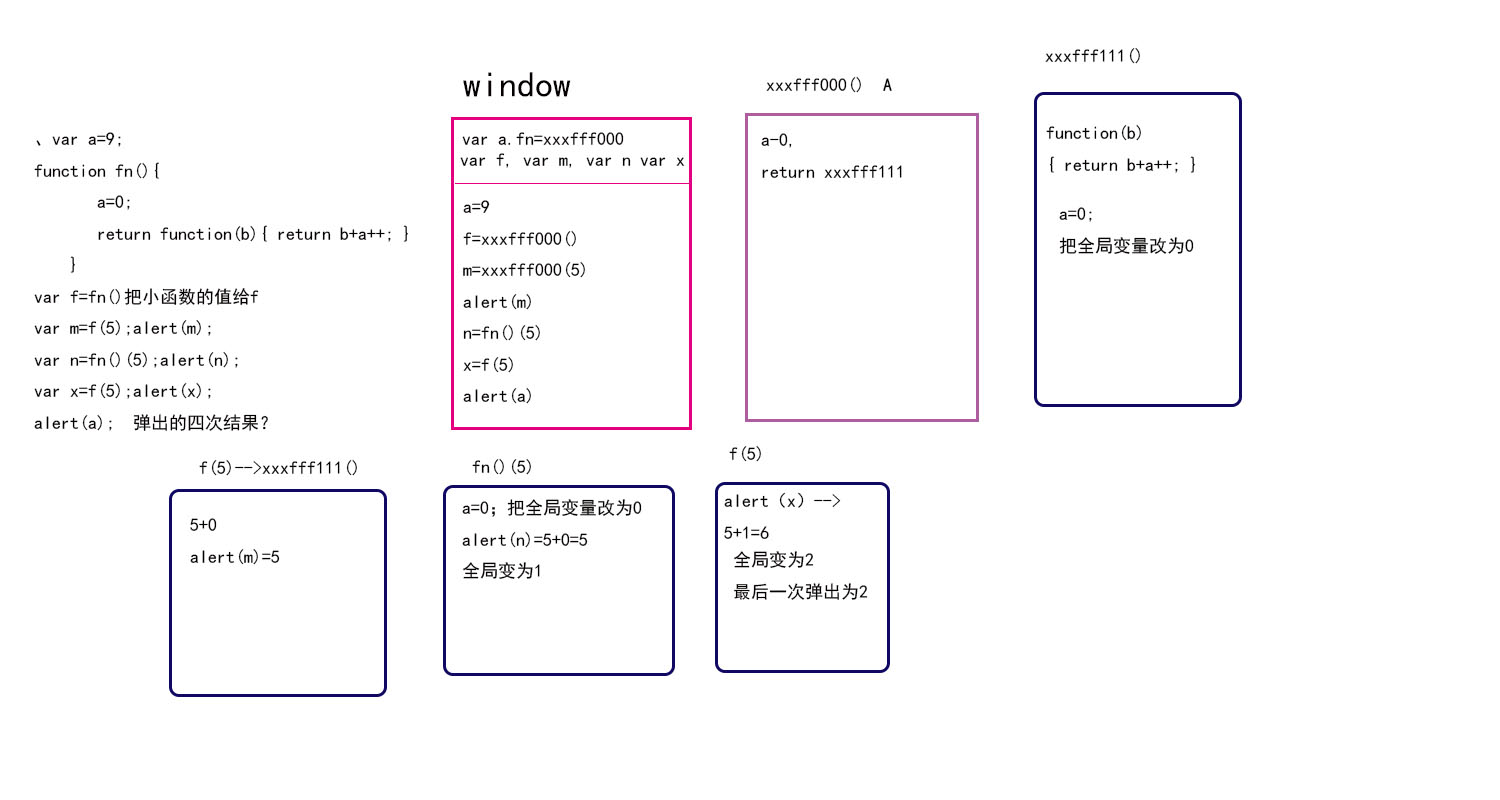 、var a=9;
function fn(){
a=0;
return function(b){ return b+a++; }
}
var f=fn()把小函数的值给f
var m=f(5);alert(m);
var n=fn()(5);alert(n);
var x=f(5);alert(x);
alert(a); 弹出的四次结果？
window
var a.fn=xxxfff000
var f, var m, var n var x
a=9
f=xxxfff000()
m=xxxfff000(5)
alert(m)
n=fn()(5)
x=f(5)
alert(a)
xxxfff000() A
a-0,
return xxxfff111
xxxfff111()
function(b)
{ return b+a++; }
a=0;
把全局变量改为0
f(5)-->xxxfff111()
5+0
alert(m)=5
fn()(5)
a=0；把全局变量改为0
alert(n)=5+0=5
全局变为1
f(5)
alert（x）-->
5+1=6
全局变为2
最后一次弹出为2